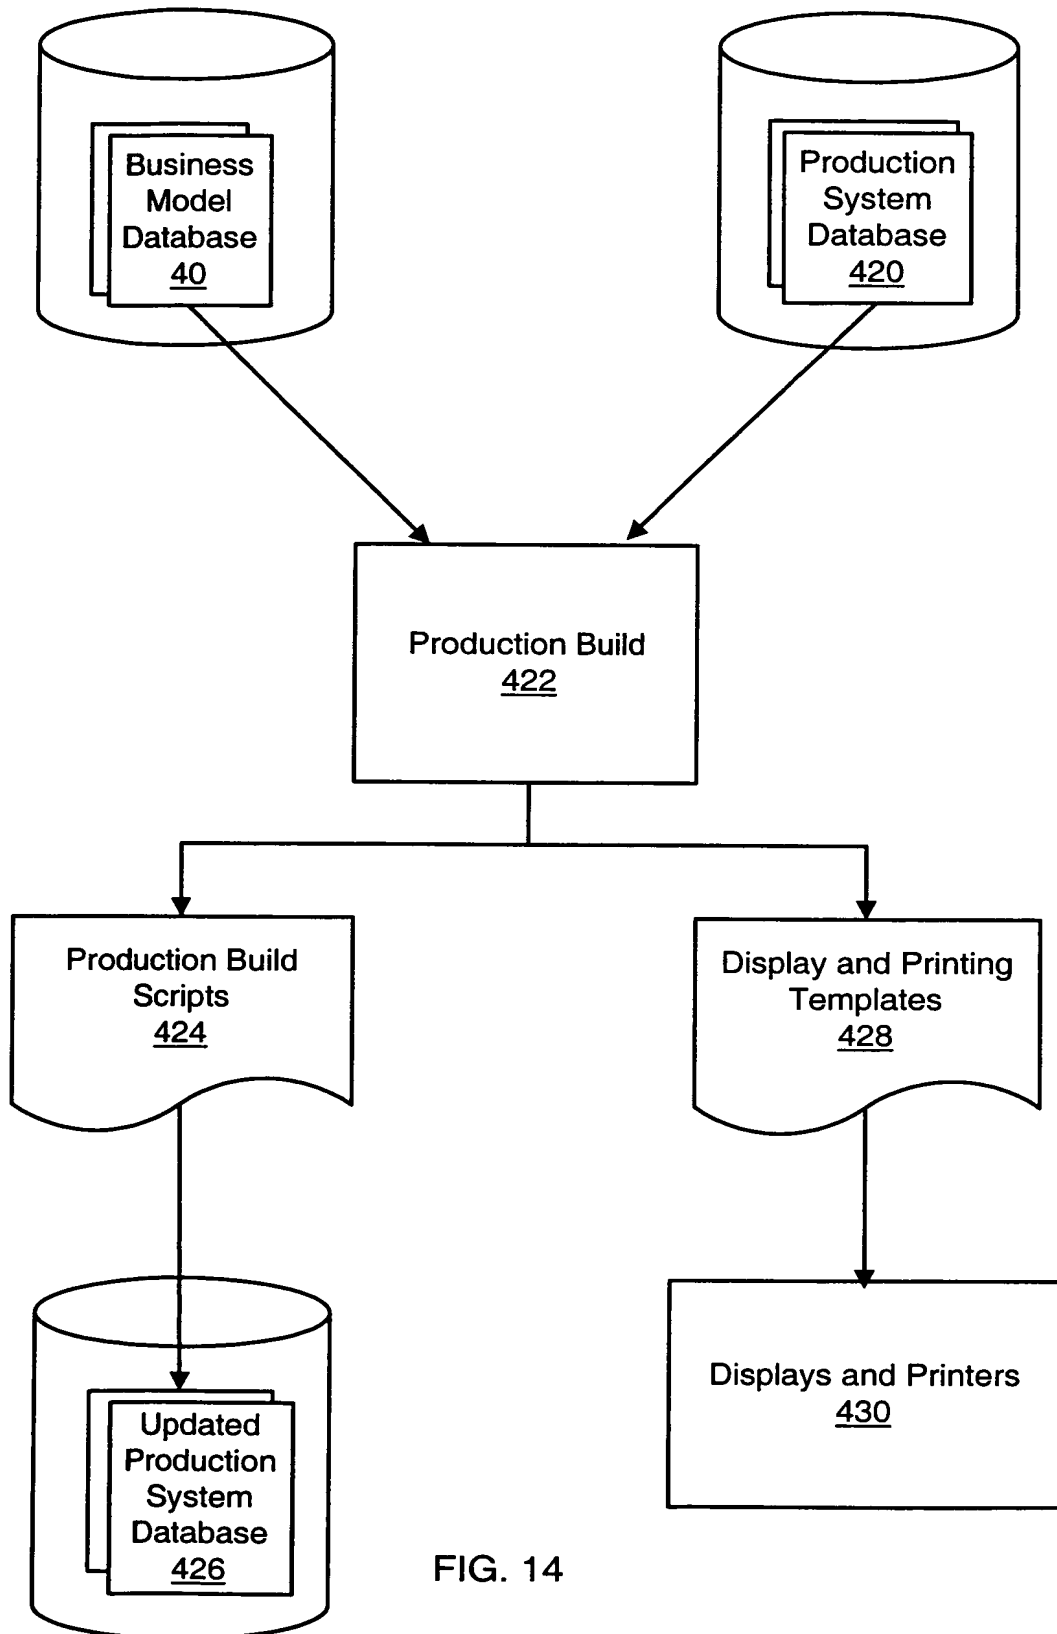 Business
Model
Database
40
Production
System
Database
420
Production Build
422
Production Build
Scripts
424
Display and Printing
Templates
428
Updated
Production
System
Database
426
Displays and Printers
430
FIG. 14